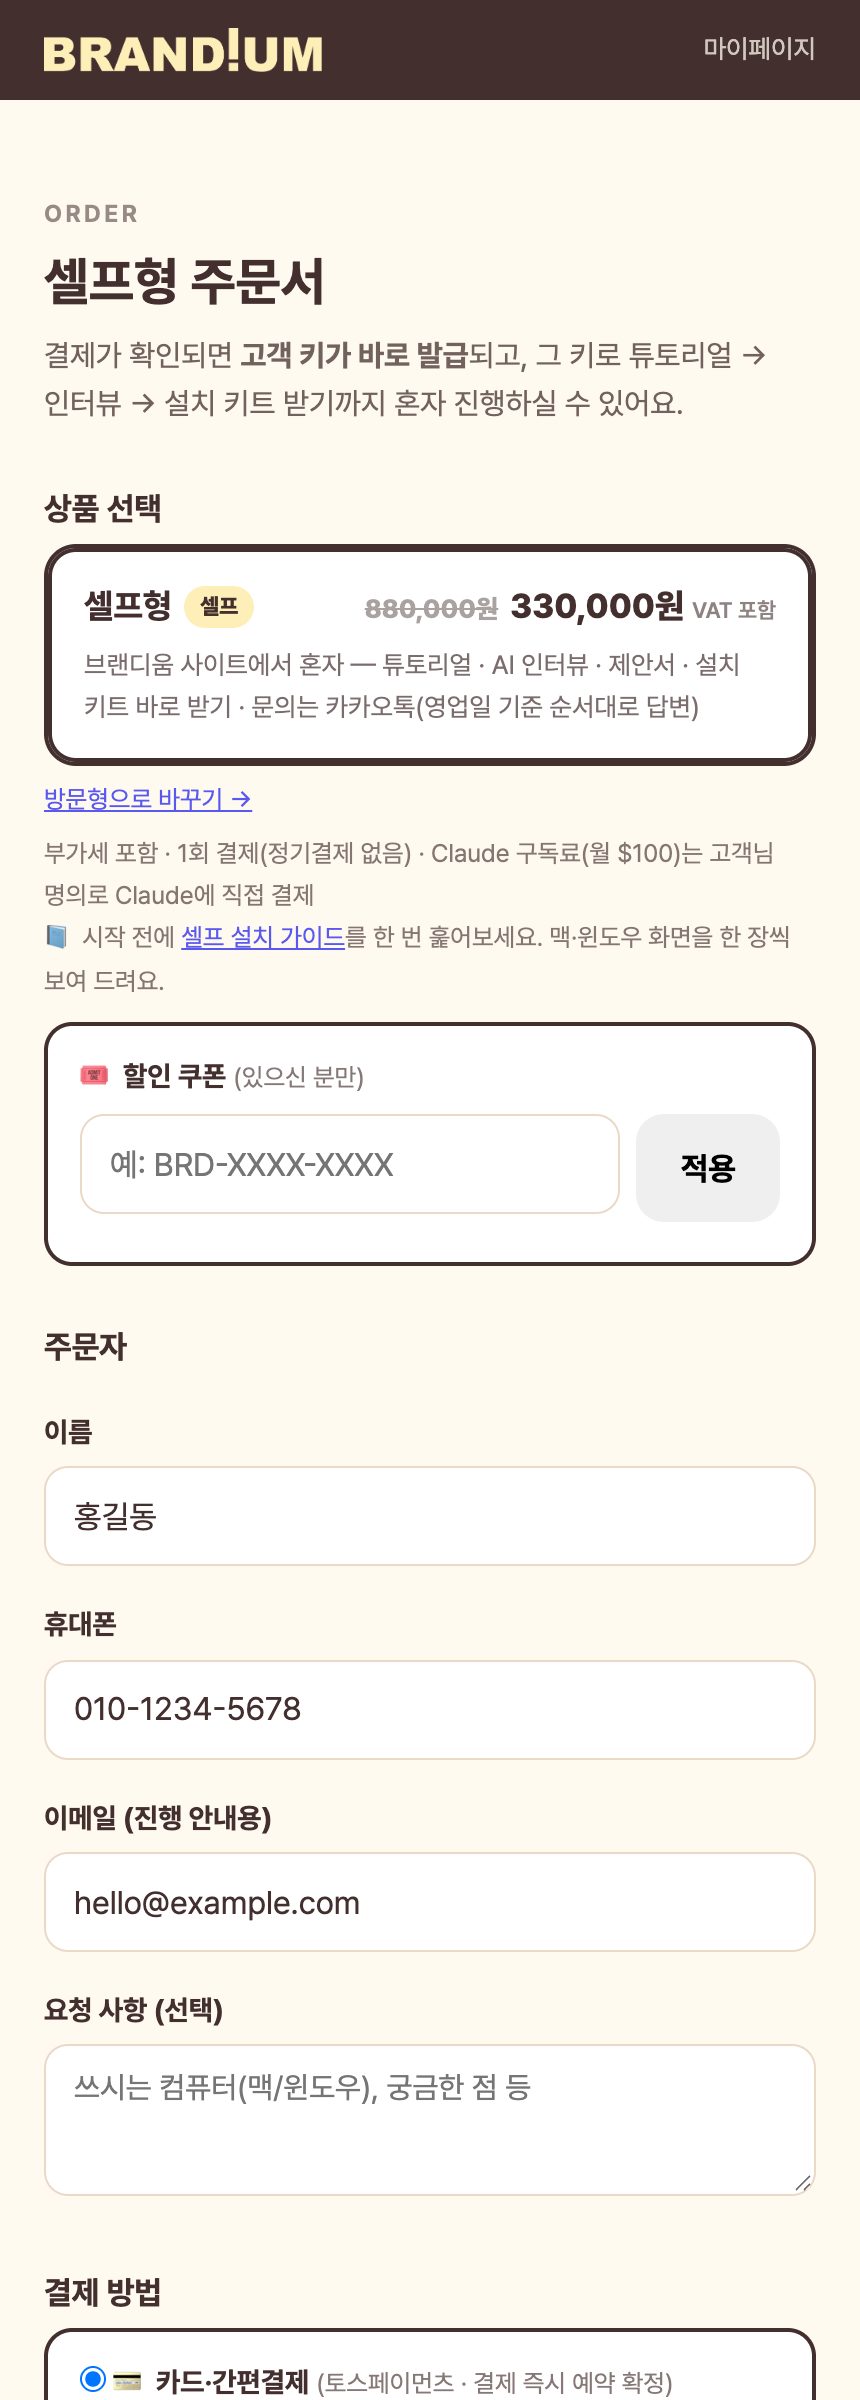 BRAND!UM
마이페이지
ORDER
셀프형 주문서
결제가 확인되면 고객 키가 바로 발급되고, 그 키로 튜토리얼 →
인터뷰 → 설치 키트 받기까지 혼자 진행하실 수 있어요.
상품 선택
셀프형 셀프 880,000원 330,000원 VAT 포함
브랜디움 사이트에서 혼자 — 튜토리얼 · AI 인터뷰 · 제안서 · 설치
키트 바로 받기 · 문의는 카카오톡(영업일 기준 순서대로 답변)
방문형으로 바꾸기 →
부가세 포함 · 1회 결제(정기결제 없음) · Claude 구독료(월 $100)는 고객님
명의로 Claude에 직접 결제
📘 시작 전에 셀프 설치 가이드를 한 번 훑어보세요. 맥·윈도우 화면을 한 장씩
보여 드려요.
🎟️ 할인 쿠폰 (있으신 분만)
예: BRD-XXXX-XXXX
적용
주문자
이름
홍길동
휴대폰
010-1234-5678
이메일 (진행 안내용)
hello@example.com
요청 사항 (선택)
쓰시는 컴퓨터(맥/윈도우), 궁금한 점 등
결제 방법
💳 카드·간편결제 (토스페이먼츠 · 결제 즉시 예약 확정)